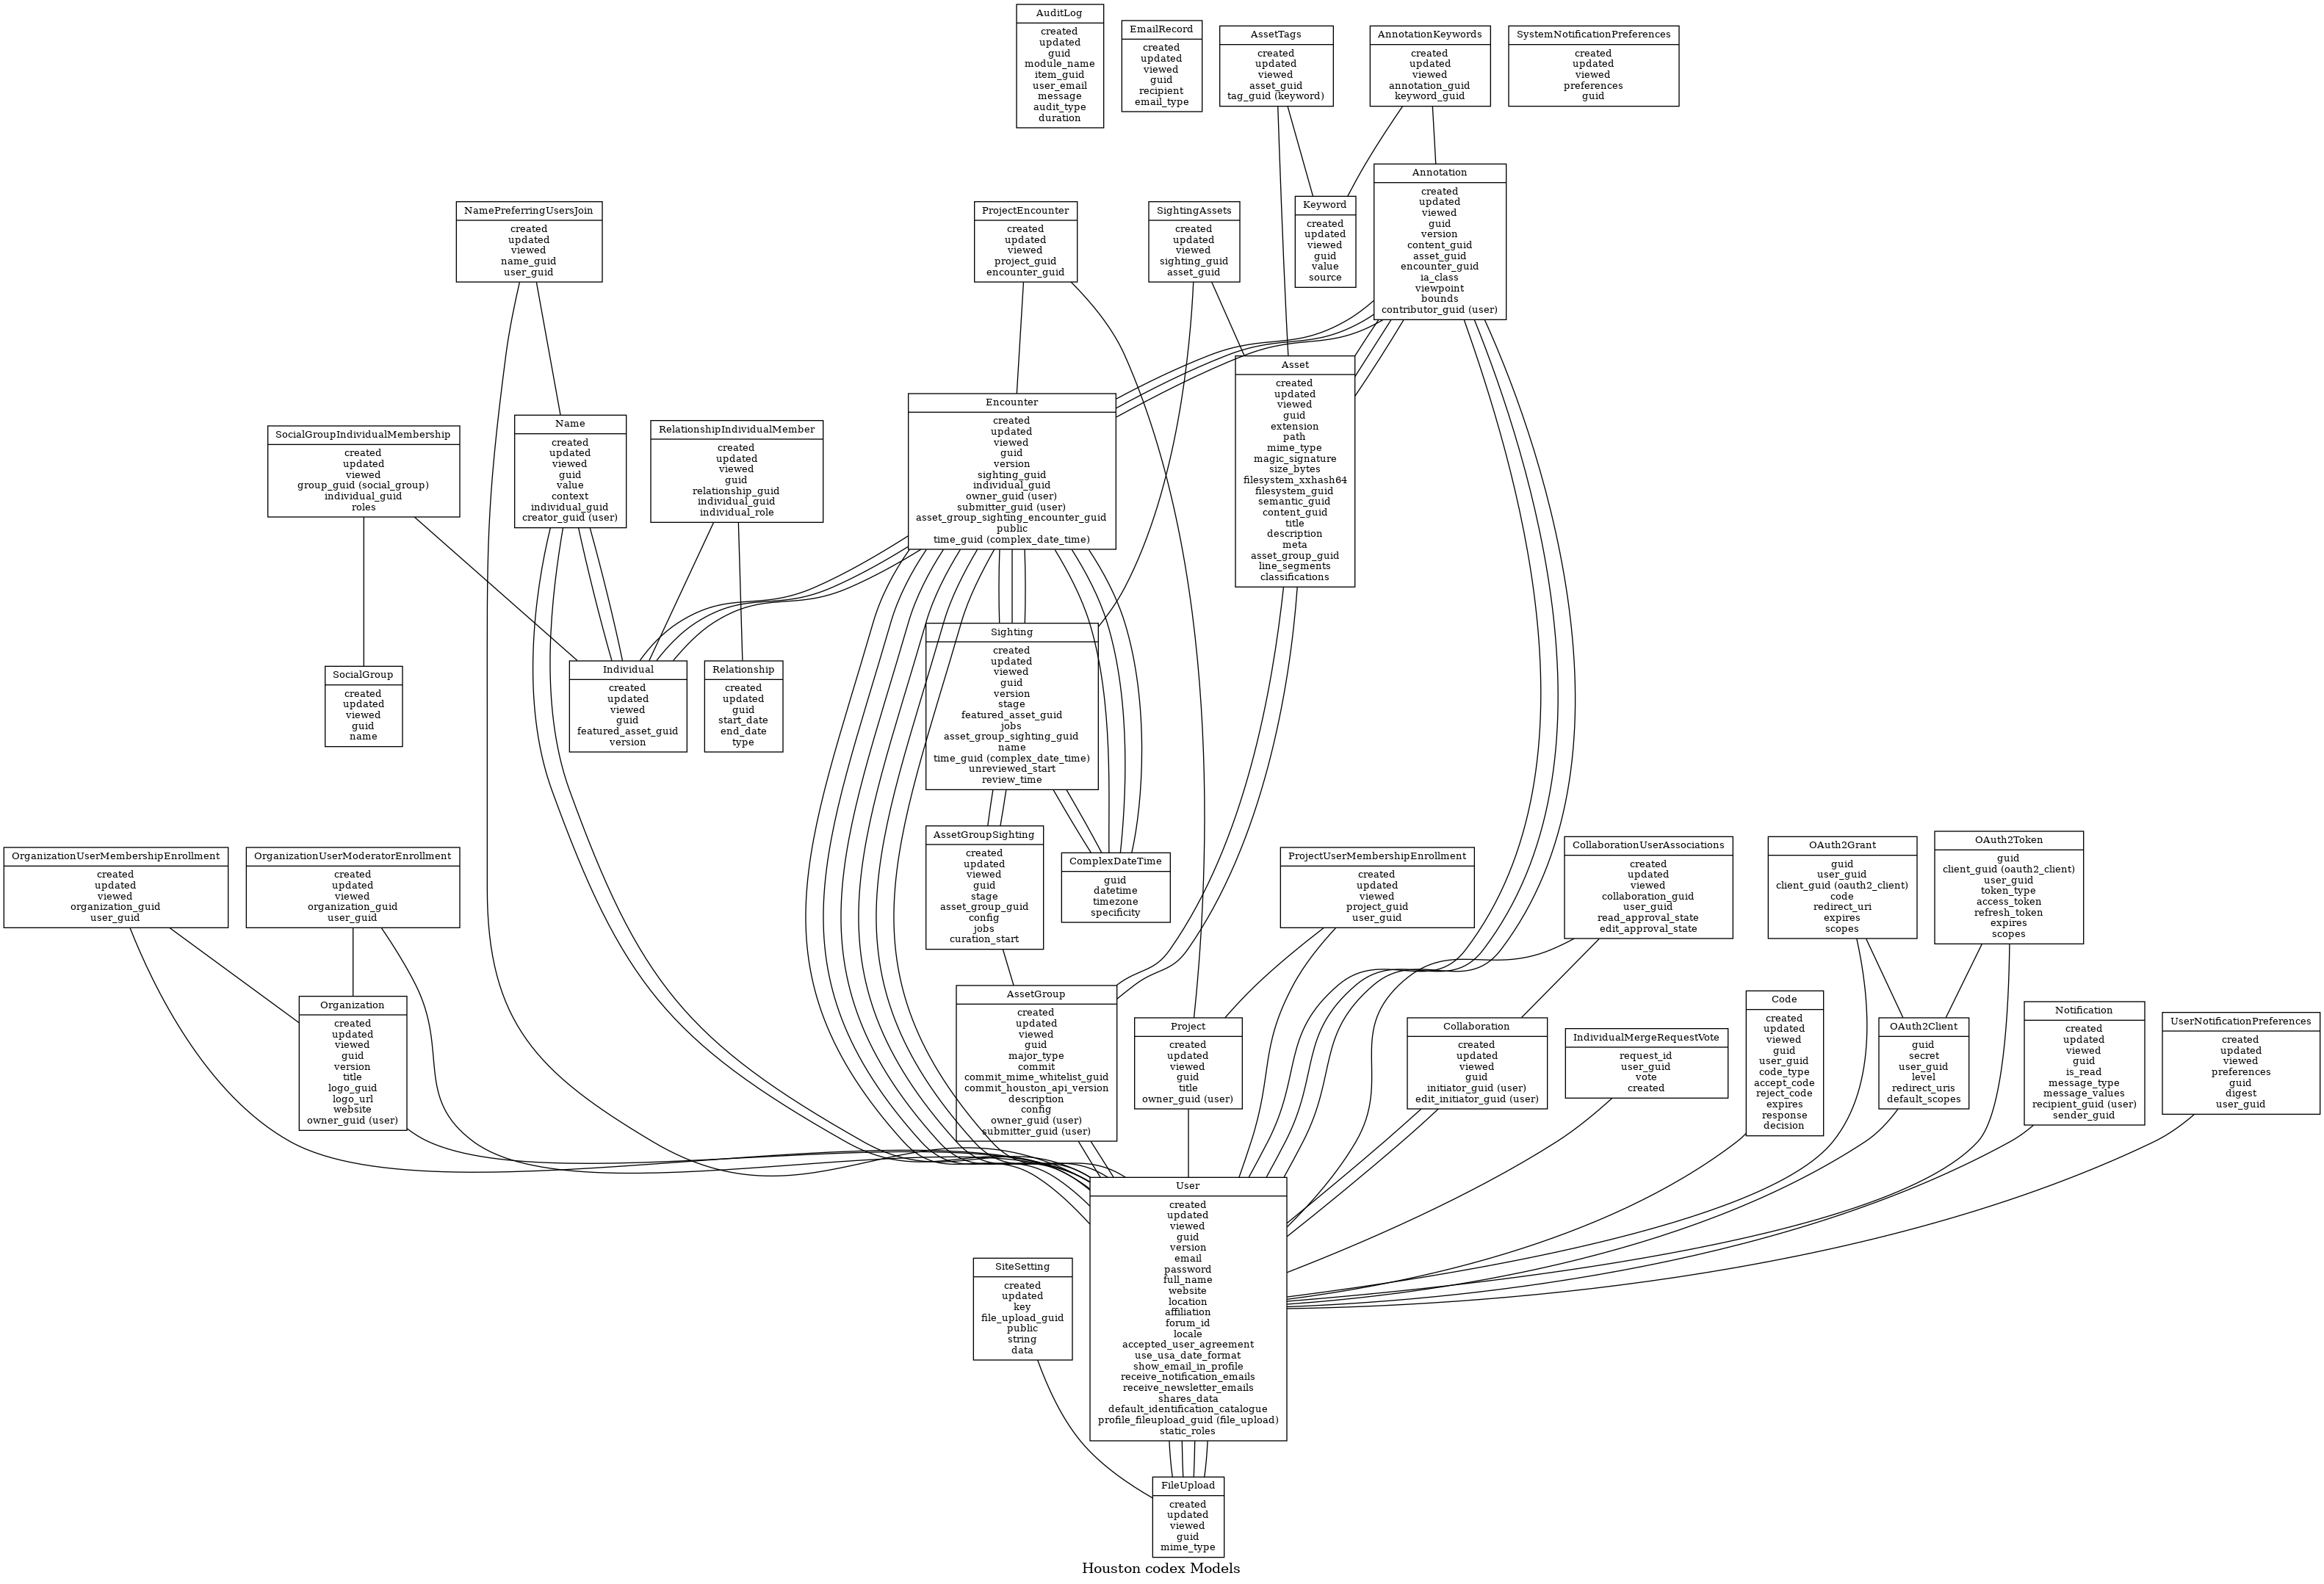 AuditLog
created
updated
guid
module_name
item_guid
user_email
message
audit_type
duration
EmailRecord
created
updated
viewed
guid
recipient
email_type
AssetTags
created
updated
viewed
asset_guid
tag_guid (keyword)
AnnotationKeywords
created
updated
viewed
annotation_guid
keyword_guid
SystemNotificationPreferences
created
updated
viewed
preferences
guid
NamePreferringUsersJoin
created
updated
viewed
name_guid
user_guid
ProjectEncounter
created
updated
viewed
project_guid
encounter_guid
SightingAssets
created
updated
viewed
sighting_guid
asset_guid
Keyword
created
updated
viewed
guid
value
source
Annotation
created
updated
viewed
guid
version
content_guid
asset_guid
encounter_guid
ia_class
viewpoint
bounds
contributor_guid (user)
SocialGroupIndividualMembership
created
updated
viewed
group_guid (social_group)
individual_guid
roles
Name
created
updated
viewed
guid
value
context
individual_guid
creator_guid (user)
RelationshipIndividualMember
created
updated
viewed
guid
relationship_guid
individual_guid
individual_role
Encounter
created
updated
viewed
guid
version
sighting_guid
individual_guid
owner_guid (user)
submitter_guid (user)
asset_group_sighting_encounter_guid
public
time_guid (complex_date_time)
Asset
created
updated
viewed
guid
extension
path
mime_type
magic_signature
size_bytes
filesystem_xxhash64
filesystem_guid
semantic_guid
content_guid
title
description
meta
asset_group_guid
line_segments
classifications
SocialGroup
created
updated
viewed
guid
name
Individual
created
updated
viewed
guid
featured_asset_guid
version
Relationship
created
updated
guid
start_date
end_date
type
Sighting
created
updated
viewed
guid
version
stage
featured_asset_guid
jobs
asset_group_sighting_guid
name
time_guid (complex_date_time)
unreviewed_start
review_time
OrganizationUserMembershipEnrollment
created
updated
viewed
organization_guid
user_guid
OrganizationUserModeratorEnrollment
created
updated
viewed
organization_guid
user_guid
AssetGroupSighting
created
updated
viewed
guid
stage
asset_group_guid
config
jobs
curation_start
ComplexDateTime
guid
datetime
timezone
specificity
ProjectUserMembershipEnrollment
created
updated
viewed
project_guid
user_guid
CollaborationUserAssociations
created
updated
viewed
collaboration_guid
user_guid
read_approval_state
edit_approval_state
OAuth2Grant
guid
user_guid
client_guid (oauth2_client)
code
redirect_uri
expires
scopes
OAuth2Token
guid
client_guid (oauth2_client)
user_guid
token_type
access_token
refresh_token
expires
scopes
Organization
created
updated
viewed
guid
version
title
logo_guid
logo_url
website
owner_guid (user)
AssetGroup
created
updated
viewed
guid
major_type
commit
commit_mime_whitelist_guid
commit_houston_api_version
description
config
owner_guid (user)
submitter_guid (user)
Project
created
updated
viewed
guid
title
owner_guid (user)
Collaboration
created
updated
viewed
guid
initiator_guid (user)
edit_initiator_guid (user)
IndividualMergeRequestVote
request_id
user_guid
vote
created
Code
created
updated
viewed
guid
user_guid
code_type
accept_code
reject_code
expires
response
decision
OAuth2Client
guid
secret
user_guid
level
redirect_uris
default_scopes
Notification
created
updated
viewed
guid
is_read
message_type
message_values
recipient_guid (user)
sender_guid
UserNotificationPreferences
created
updated
viewed
preferences
guid
digest
user_guid
User
created
updated
viewed
guid
version
email
password
full_name
website
location
affiliation
forum_id
locale
accepted_user_agreement
use_usa_date_format
show_email_in_profile
receive_notification_emails
receive_newsletter_emails
shares_data
default_identification_catalogue
profile_fileupload_guid (file_upload)
static_roles
SiteSetting
created
updated
key
file_upload_guid
public
string
data
FileUpload
created
updated
viewed
guid
mime_type
Houston codex Models